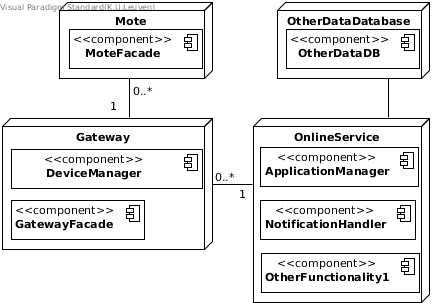 Visual Paradigm Standard(K.U.Leuven)
Mote
<<component>>
MoteFacade
OtherDataDatabase
<<component>>
OtherDataDB
0..*
1
Gateway
<<component>>
DeviceManager
<<component>>
GatewayFacade
0..*
1
OnlineService
<<component>>
ApplicationManager
<<component>>
NotificationHandler
<<component>>
OtherFunctionality1